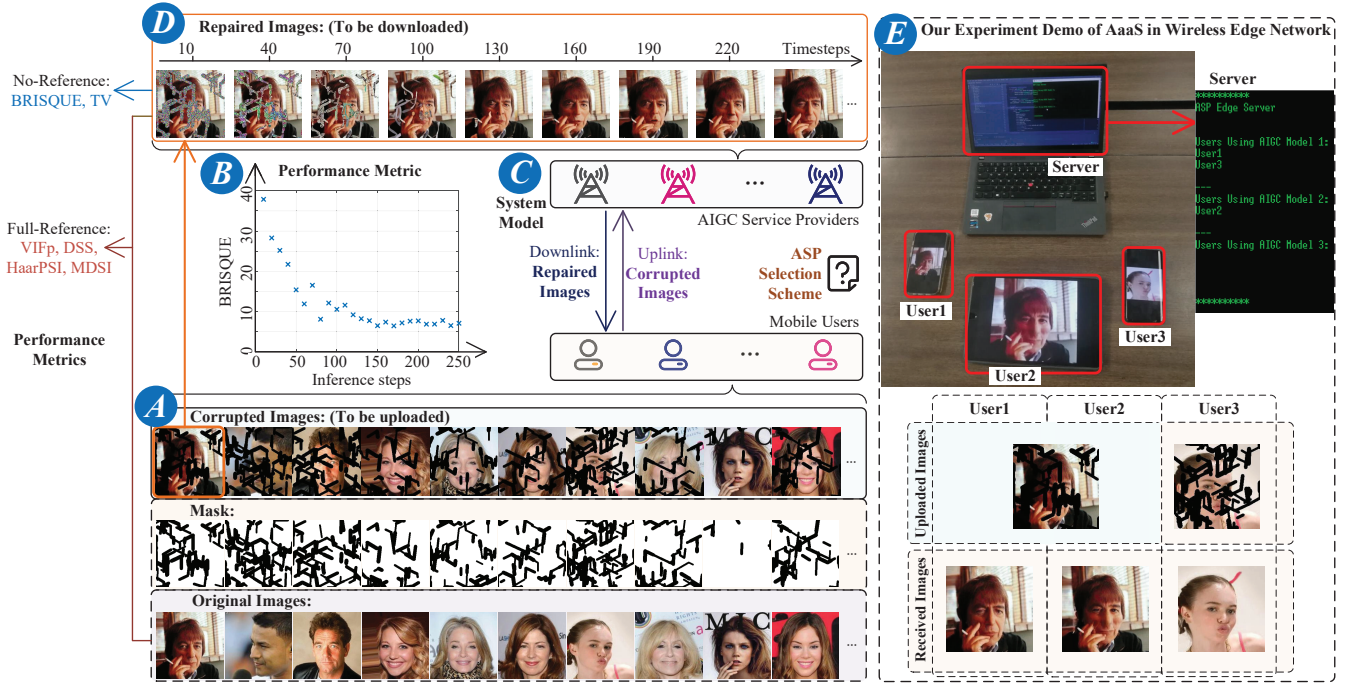 D
Repaired Images: (To be downloaded)
10 40 70 100 130 160 190 220 Timesteps
...
No-Reference:
BRISQUE, TV
Full-Reference:
VIFp, DSS,
HaarPSI, MDSI
Performance
Metrics
B
Performance Metric
BRISQUE
40
30
20
10
0
0 50 100 150 200 250
Inference steps
C
System
Model
...
AIGC Service Providers
Downlink:
Repaired
Images
Uplink:
Corrupted
Images
ASP
Selection
Scheme
?
Mobile Users
...
A
Corrupted Images: (To be uploaded)
...
Mask:
...
Original Images:
...
E
Our Experiment Demo of AaaS in Wireless Edge Network
Server
**********
ASP Edge Server
Users Using AIGC Model 1:
User1
User3
---
Users Using AIGC Model 2:
User2
---
Users Using AIGC Model 3:
**********
Server
ThinkPad
User1
User2
User3
User1 User2 User3
Uploaded Images
Received Images